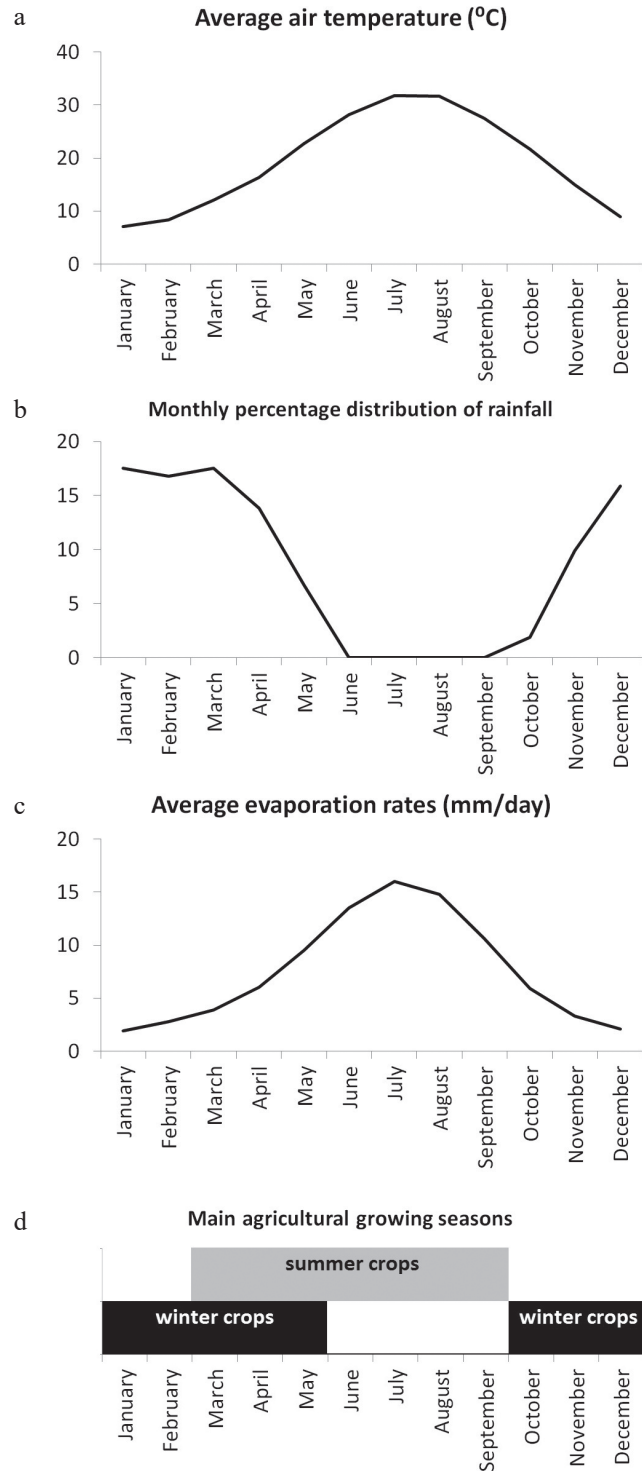 a
Average air temperature (⁰C)
40
30
20
10
0
January
February
March
April
May
June
July
August
September
October
November
December
b
Monthly percentage distribution of rainfall
20
15
10
5
0
January
February
March
April
May
June
July
August
September
October
November
December
c
Average evaporation rates (mm/day)
20
15
10
5
0
January
February
March
April
May
June
July
August
September
October
November
December
d
Main agricultural growing seasons
summer crops
winter crops
winter crops
January
February
March
April
May
June
July
August
September
October
November
December